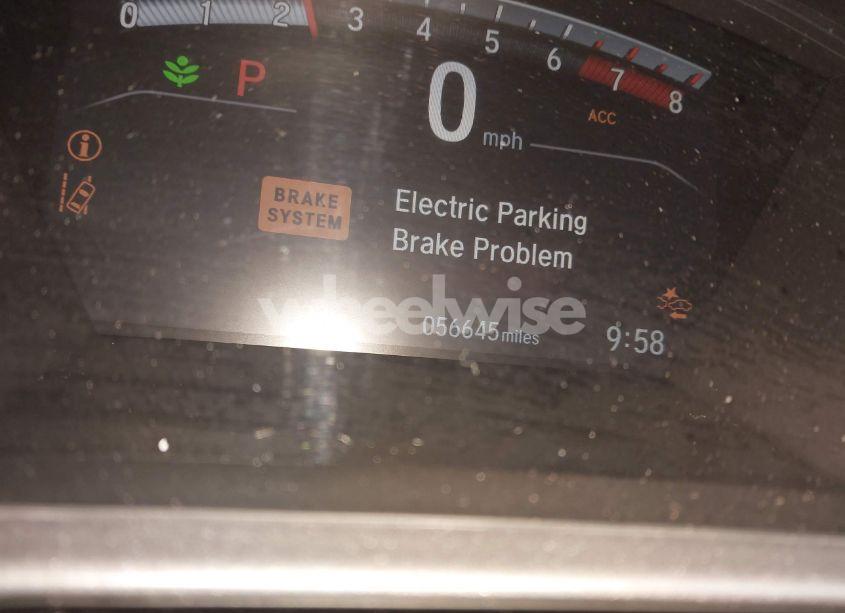 0 1 2 3 4 5 6 7 8
P
0 mph
ACC
i
BRAKE
SYSTEM
Electric Parking
Brake Problem
wheelwise
056645 miles
9:58